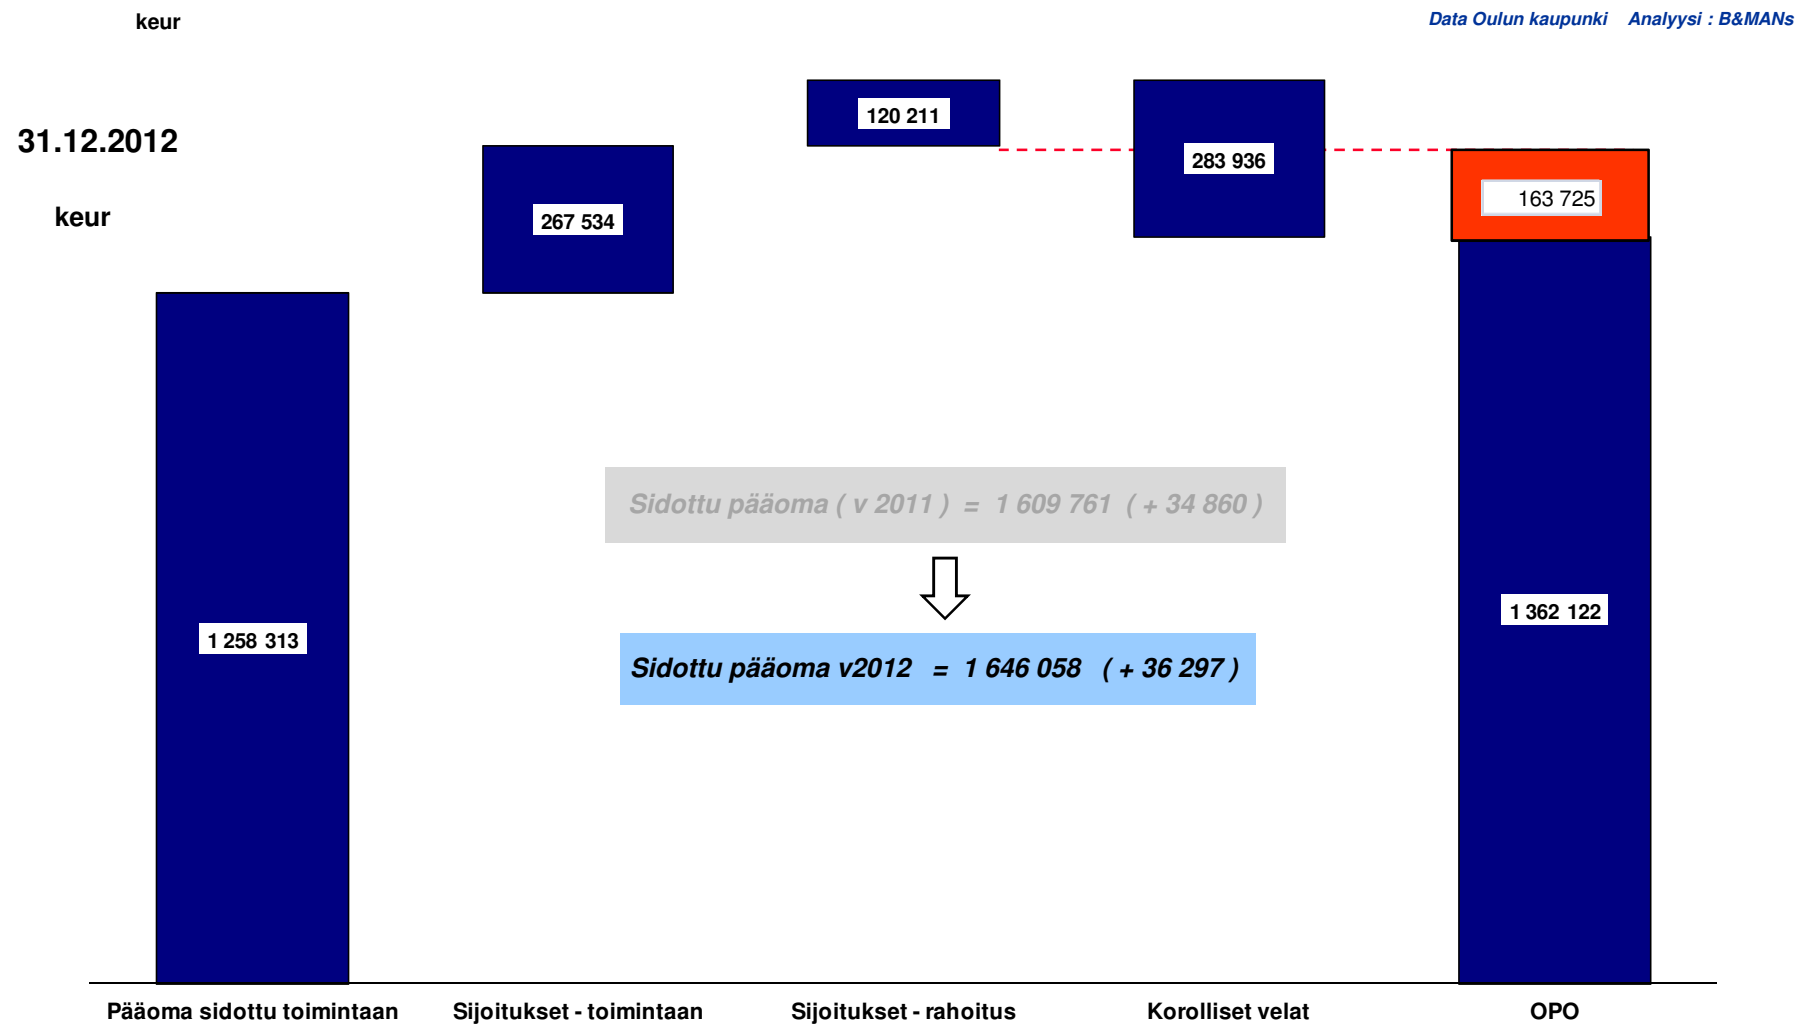 keur
Data Oulun kaupunki Analyysi : B&MANs
31.12.2012
keur
120 211
283 936
163 725
267 534
Sidottu pääoma ( v 2011 ) = 1 609 761 ( + 34 860 )
Sidottu pääoma v2012 = 1 646 058 ( + 36 297 )
1 258 313
1 362 122
Pääoma sidottu toimintaan Sijoitukset - toimintaan Sijoitukset - rahoitus Korolliset velat OPO